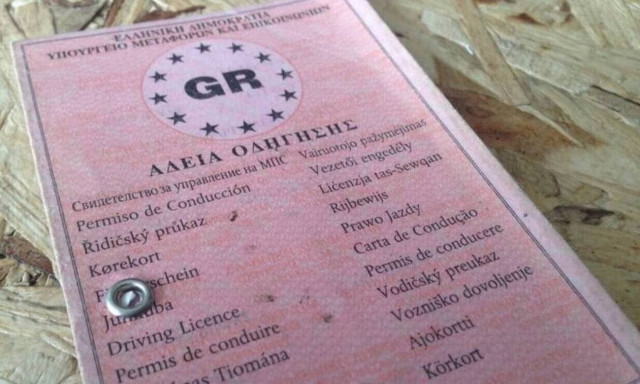 ΕΛΛΗΝΙΚΗ ΔΗΜΟΚΡΑΤΙΑ
ΥΠΟΥΡΓΕΙΟ ΜΕΤΑΦΟΡΩΝ ΚΑΙ ΕΠΙΚΟΙΝΩΝΙΩΝ
GR
ΑΔΕΙΑ ΟΔΗΓΗΣΗΣ
Свидетелство за управление на МПС
Permiso de Conducción
Řidičský průkaz
Kørekort
Driving Licence
Permis de conduire
Tiomána
Vairuotojo pažymėjimas
Vezetői engedély
Liċenzja tas-Sewqan
Rijbewijs
Prawo Jazdy
Carta de Condução
Permis de conducere
Vodičský preukaz
Vozniško dovoljenje
Ajokortti
Körkort